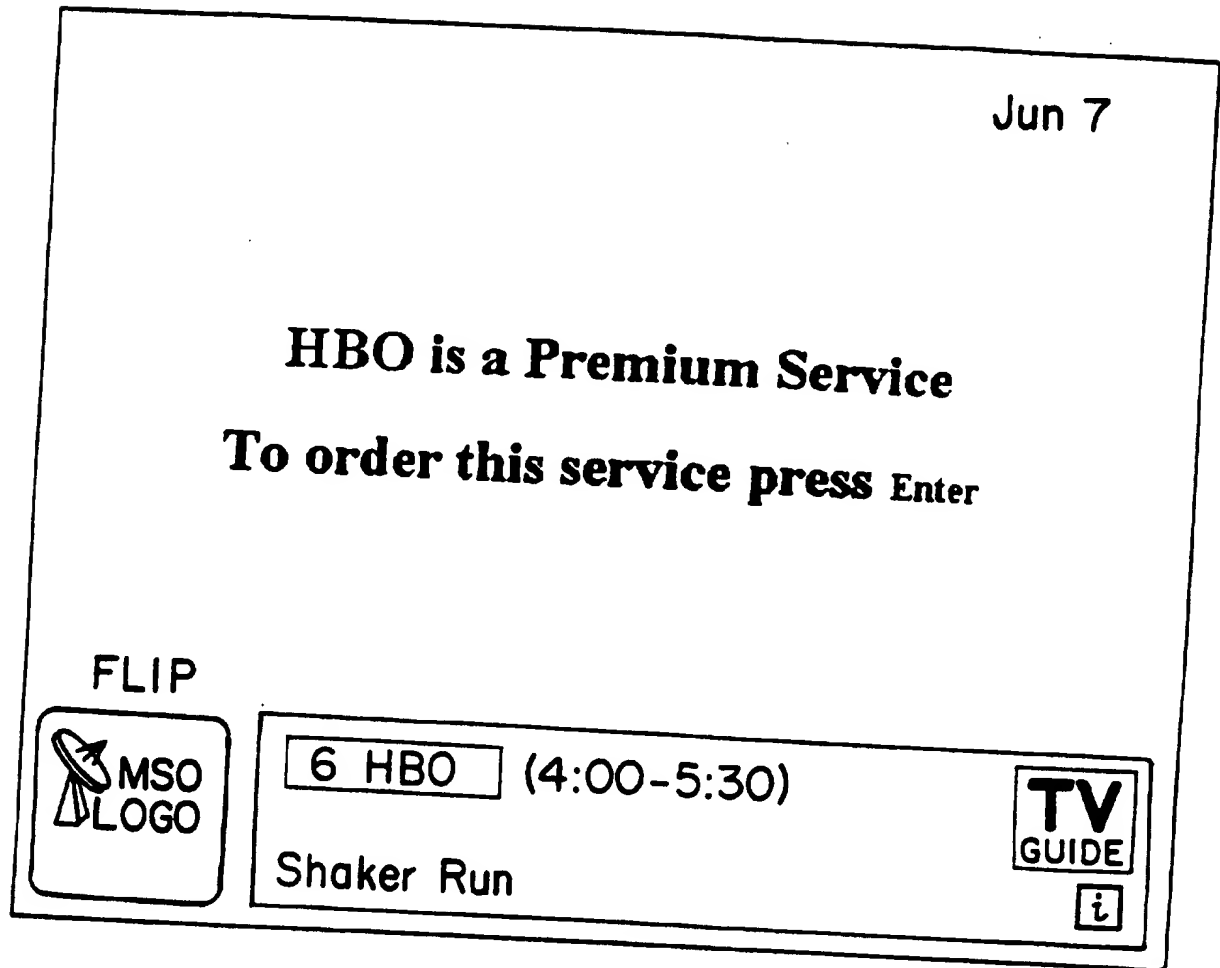 Jun 7
HBO is a Premium Service
To order this service press Enter
FLIP
MSO
LOGO
6 HBO (4:00-5:30)
Shaker Run
TV
GUIDE
i